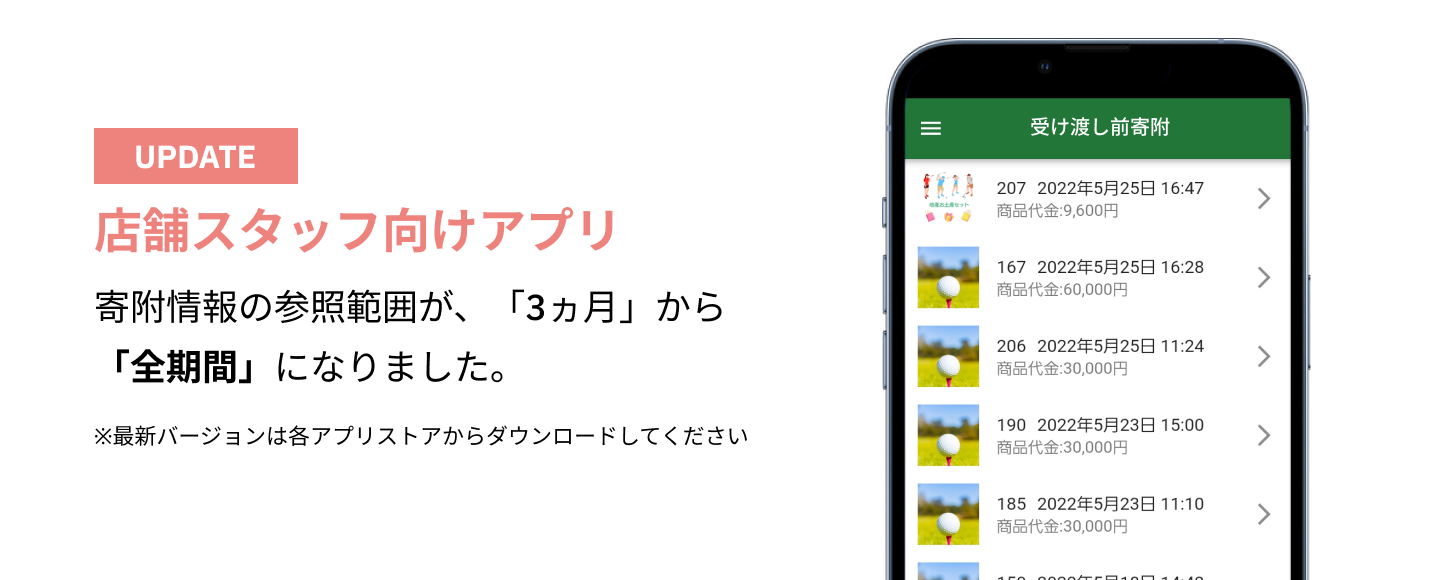 UPDATE
店舗スタッフ向けアプリ
寄附情報の参照範囲が、「3ヵ月」から
「全期間」になりました。
※最新バージョンは各アプリストアからダウンロードしてください
受け渡し前寄附
207 2022年5月25日 16:47
商品代金:9,600円
地産お土産セット
167 2022年5月25日 16:28
商品代金:60,000円
206 2022年5月25日 11:24
商品代金:30,000円
190 2022年5月23日 15:00
商品代金:30,000円
185 2022年5月23日 11:10
商品代金:30,000円